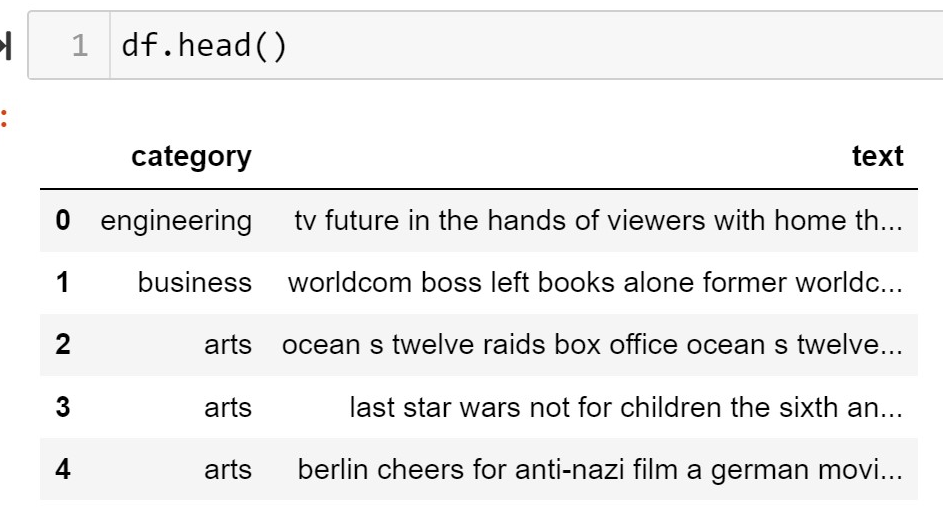 1 df.head()
:
category text
0 engineering tv future in the hands of viewers with home th...
1 business worldcom boss left books alone former worldc...
2 arts ocean s twelve raids box office ocean s twelve...
3 arts last star wars not for children the sixth an...
4 arts berlin cheers for anti-nazi film a german movi...